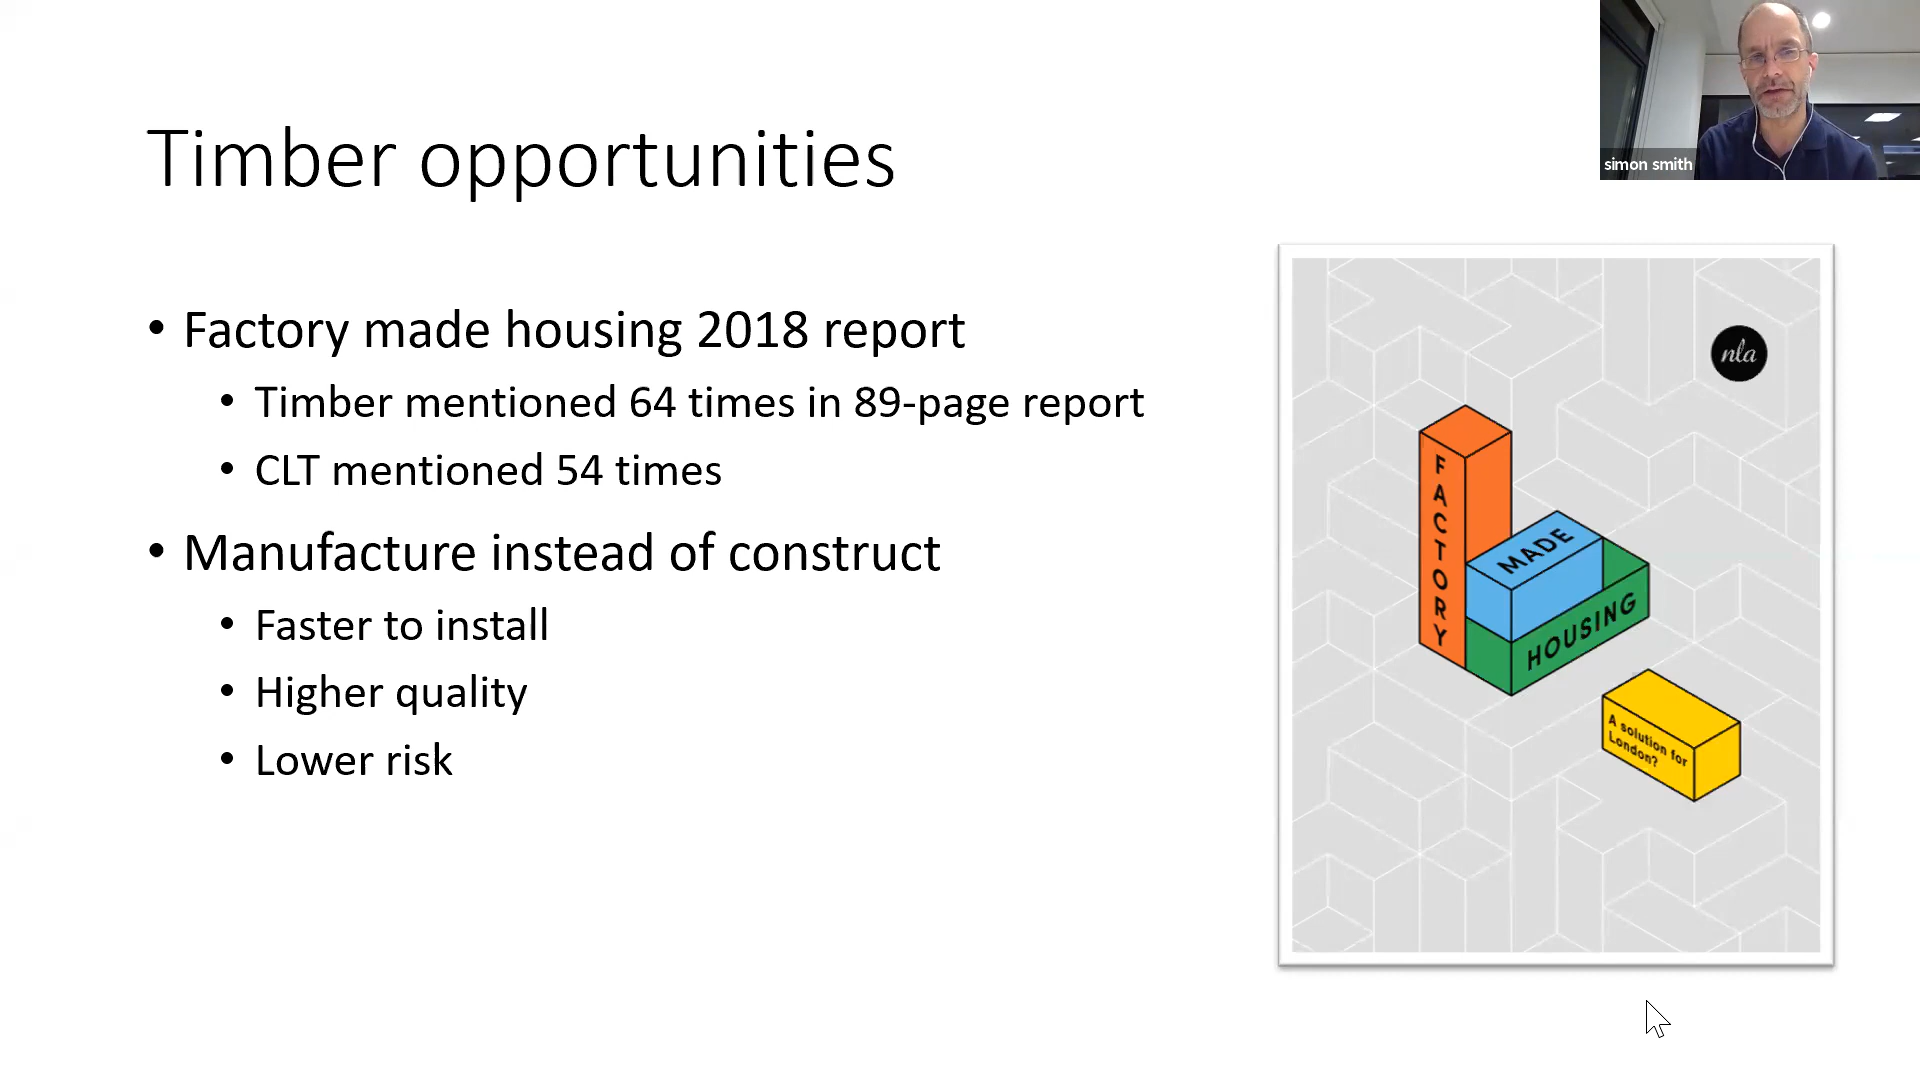 simon smith
Timber opportunities
• Factory made housing 2018 report
• Timber mentioned 64 times in 89-page report
• CLT mentioned 54 times
• Manufacture instead of construct
• Faster to install
• Higher quality
• Lower risk
nla
FACTORY
MADE
HOUSING
A solution for
London?